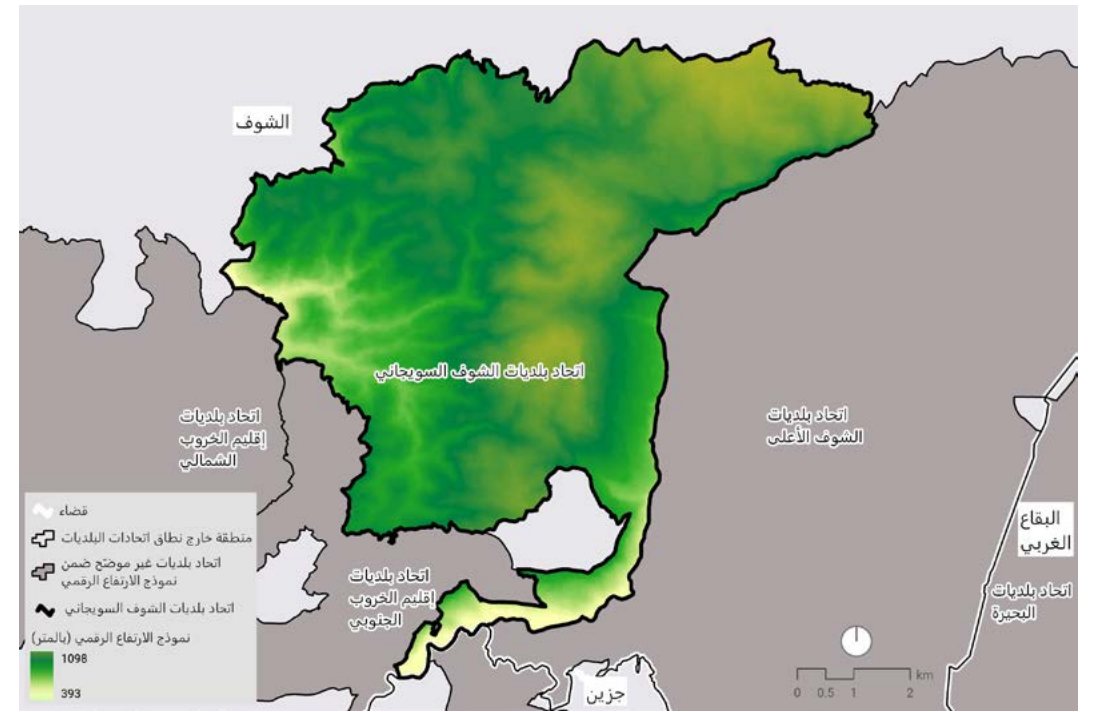 الشوف
اتحاد بلديات الشوف السويجاني
اتحاد بلديات
إقليم الخروب
الشمالي
اتحاد بلديات
الشوف الأعلى
البقاع
الغربي
اتحاد بلديات
البحيرة
اتحاد بلديات
إقليم الخروب
الجنوبي
جزين
قضاء
منطقة خارج نطاق اتحادات البلديات
اتحاد بلديات غير موضّح ضمن
نموذج الارتفاع الرقمي
اتحاد بلديات الشوف السويجاني
نموذج الارتفاع الرقمي (بالمتر)
1098
393
km
0 0.5 1 2